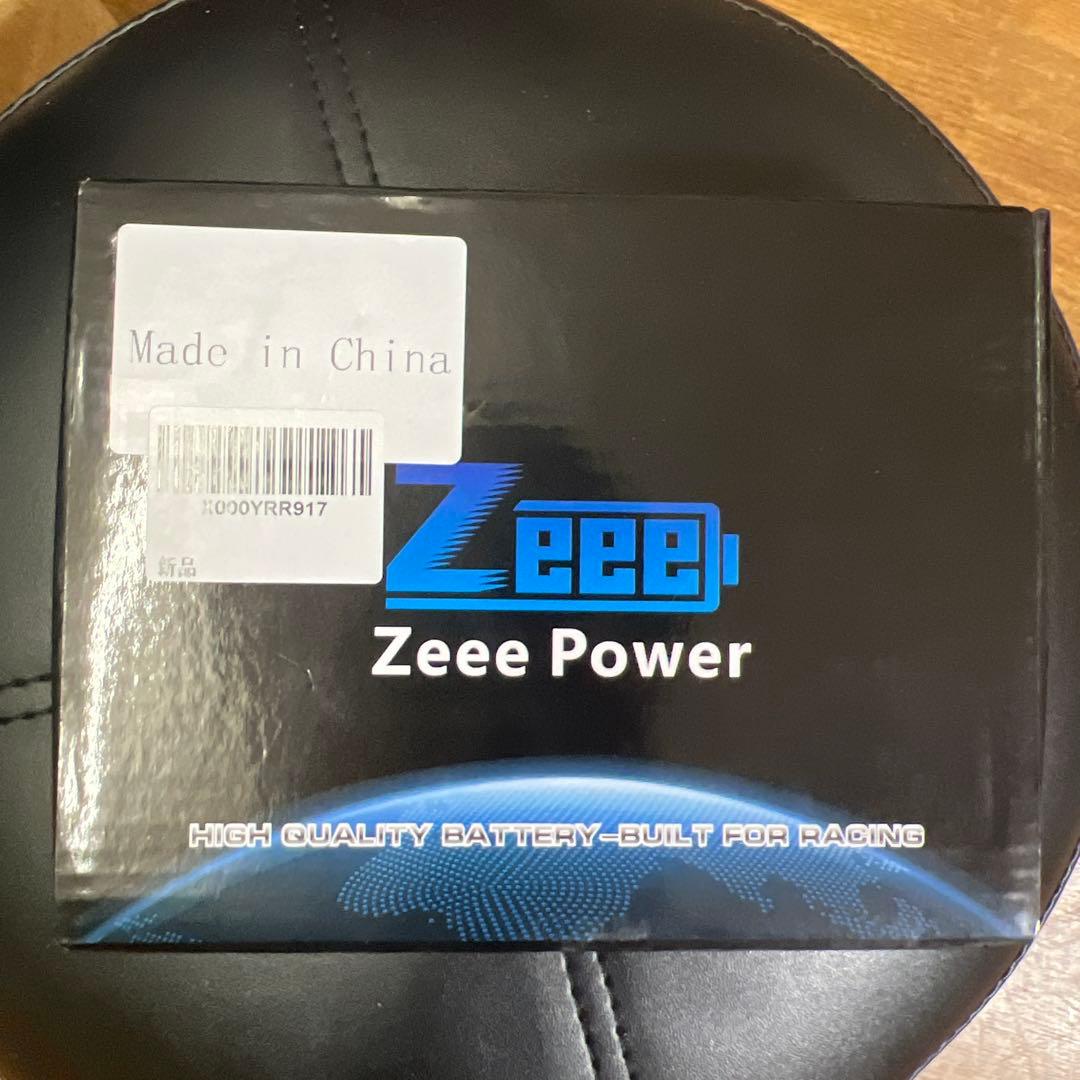 Made in China
X000YRR917
新品
Zeee
Zeee Power
HIGH QUALITY BATTERY-BUILT FOR RACING